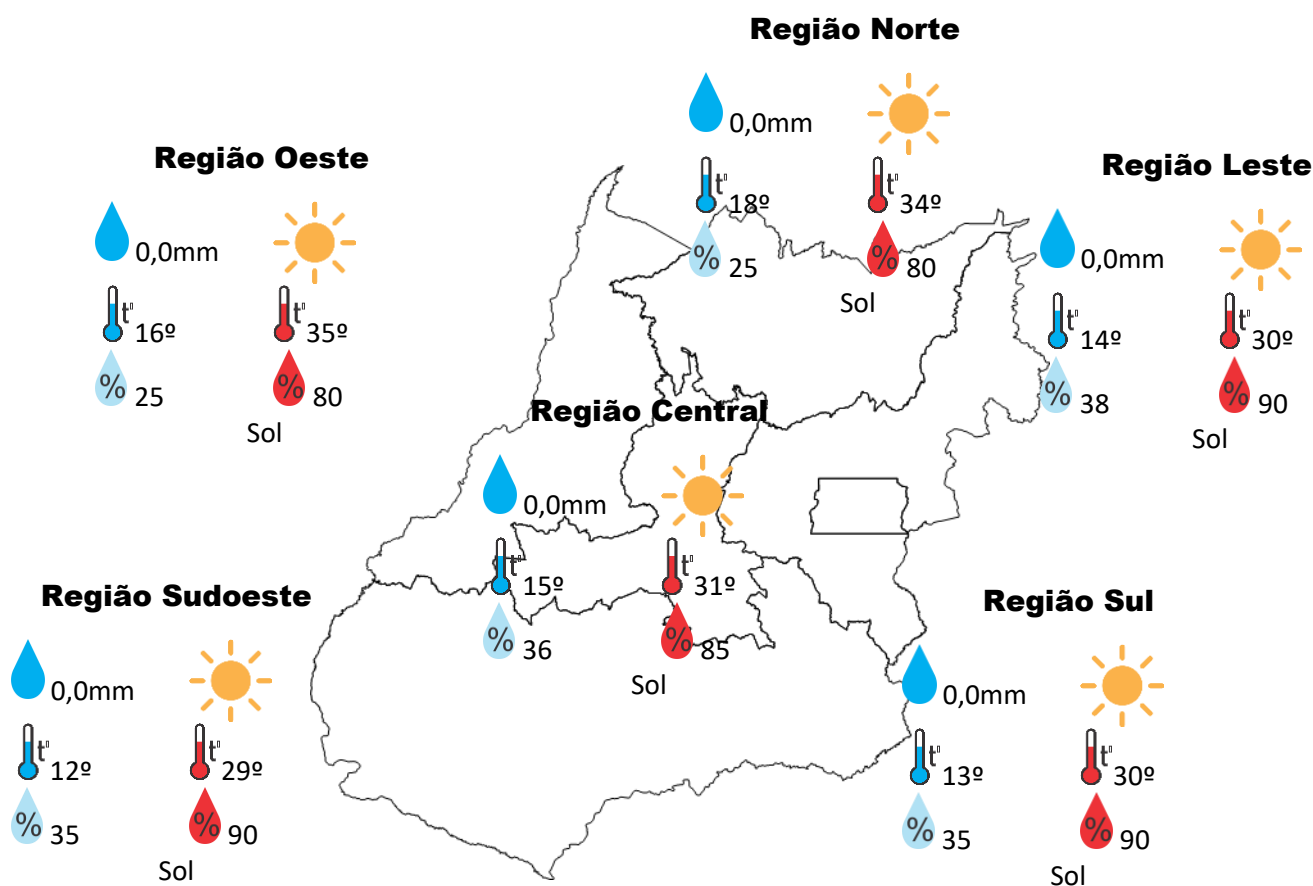 Região Norte
0,0mm
t° 18º
t° 34º
% 25
% 80
Sol
Região Oeste
0,0mm
t° 16º
t° 35º
% 25
% 80
Sol
Região Leste
0,0mm
t° 14º
t° 30º
% 38
% 90
Sol
Região Central
0,0mm
t° 15º
t° 31º
% 36
% 85
Sol
Região Sudoeste
0,0mm
t° 12º
t° 29º
% 35
% 90
Sol
Região Sul
0,0mm
t° 13º
t° 30º
% 35
% 90
Sol